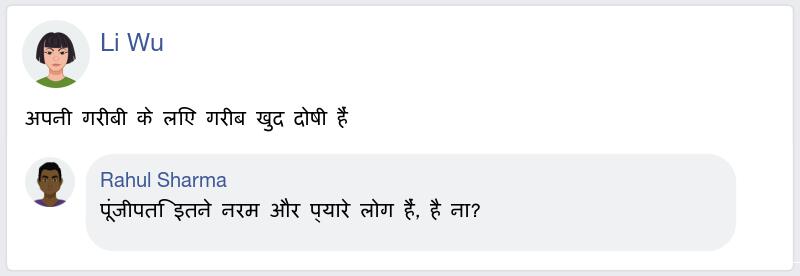 Li Wu
अपनी गरीबी के लिए गरीब खुद दोषी हैं
Rahul Sharma
पूंजीपति इतने नरम और प्यारे लोग हैं, है ना?